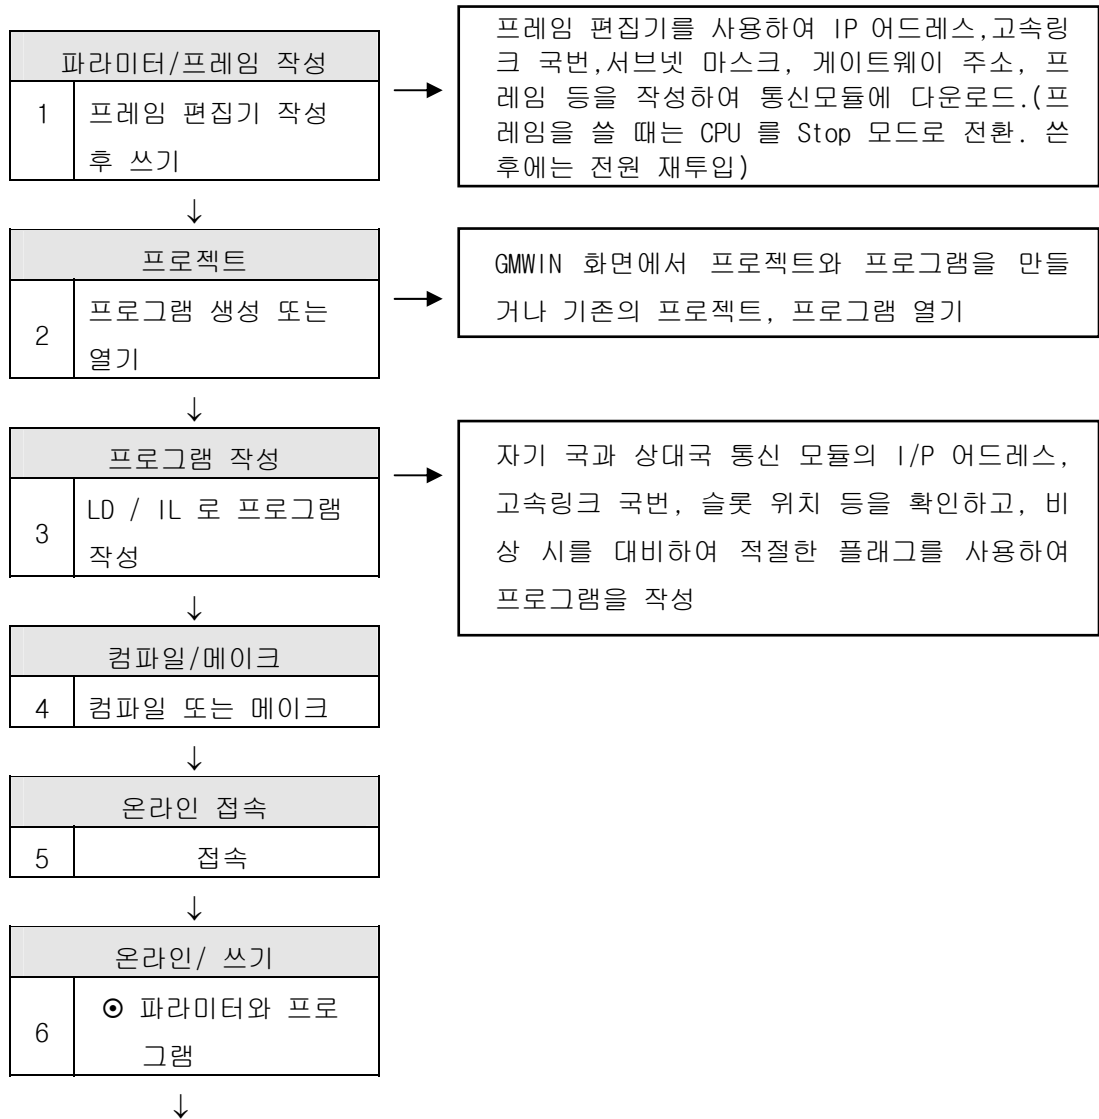 파라미터/프레임 작성
1
프레임 편집기 작성
후 쓰기
프레임 편집기를 사용하여 IP 어드레스,고속링
크 국번,서브넷 마스크, 게이트웨이 주소, 프
레임 등을 작성하여 통신모듈에 다운로드.(프
레임을 쓸 때는 CPU 를 Stop 모드로 전환. 쓴
후에는 전원 재투입)
↓
프로젝트
2
프로그램 생성 또는
열기
GMWIN 화면에서 프로젝트와 프로그램을 만들
거나 기존의 프로젝트, 프로그램 열기
↓
프로그램 작성
3
LD / IL 로 프로그램
작성
자기 국과 상대국 통신 모듈의 I/P 어드레스,
고속링크 국번, 슬롯 위치 등을 확인하고, 비
상 시를 대비하여 적절한 플래그를 사용하여
프로그램을 작성
↓
컴파일/메이크
4
컴파일 또는 메이크
↓
온라인 접속
5
접속
↓
온라인/ 쓰기
6
⊙ 파라미터와 프로
그램
↓